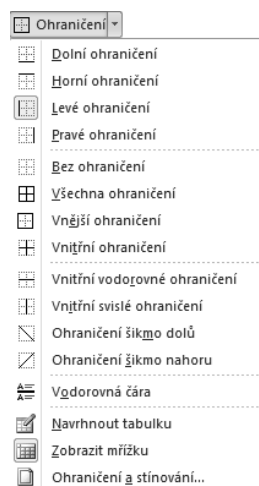 Ohraničení
Dolní ohraničení
Horní ohraničení
Levé ohraničení
Pravé ohraničení
Bez ohraničení
Všechna ohraničení
Vnější ohraničení
Vnitřní ohraničení
Vnitřní vodorovné ohraničení
Vnitřní svislé ohraničení
Ohraničení šikmo dolů
Ohraničení šikmo nahoru
Vodorovná čára
Navrhnout tabulku
Zobrazit mřížku
Ohraničení a stínování...